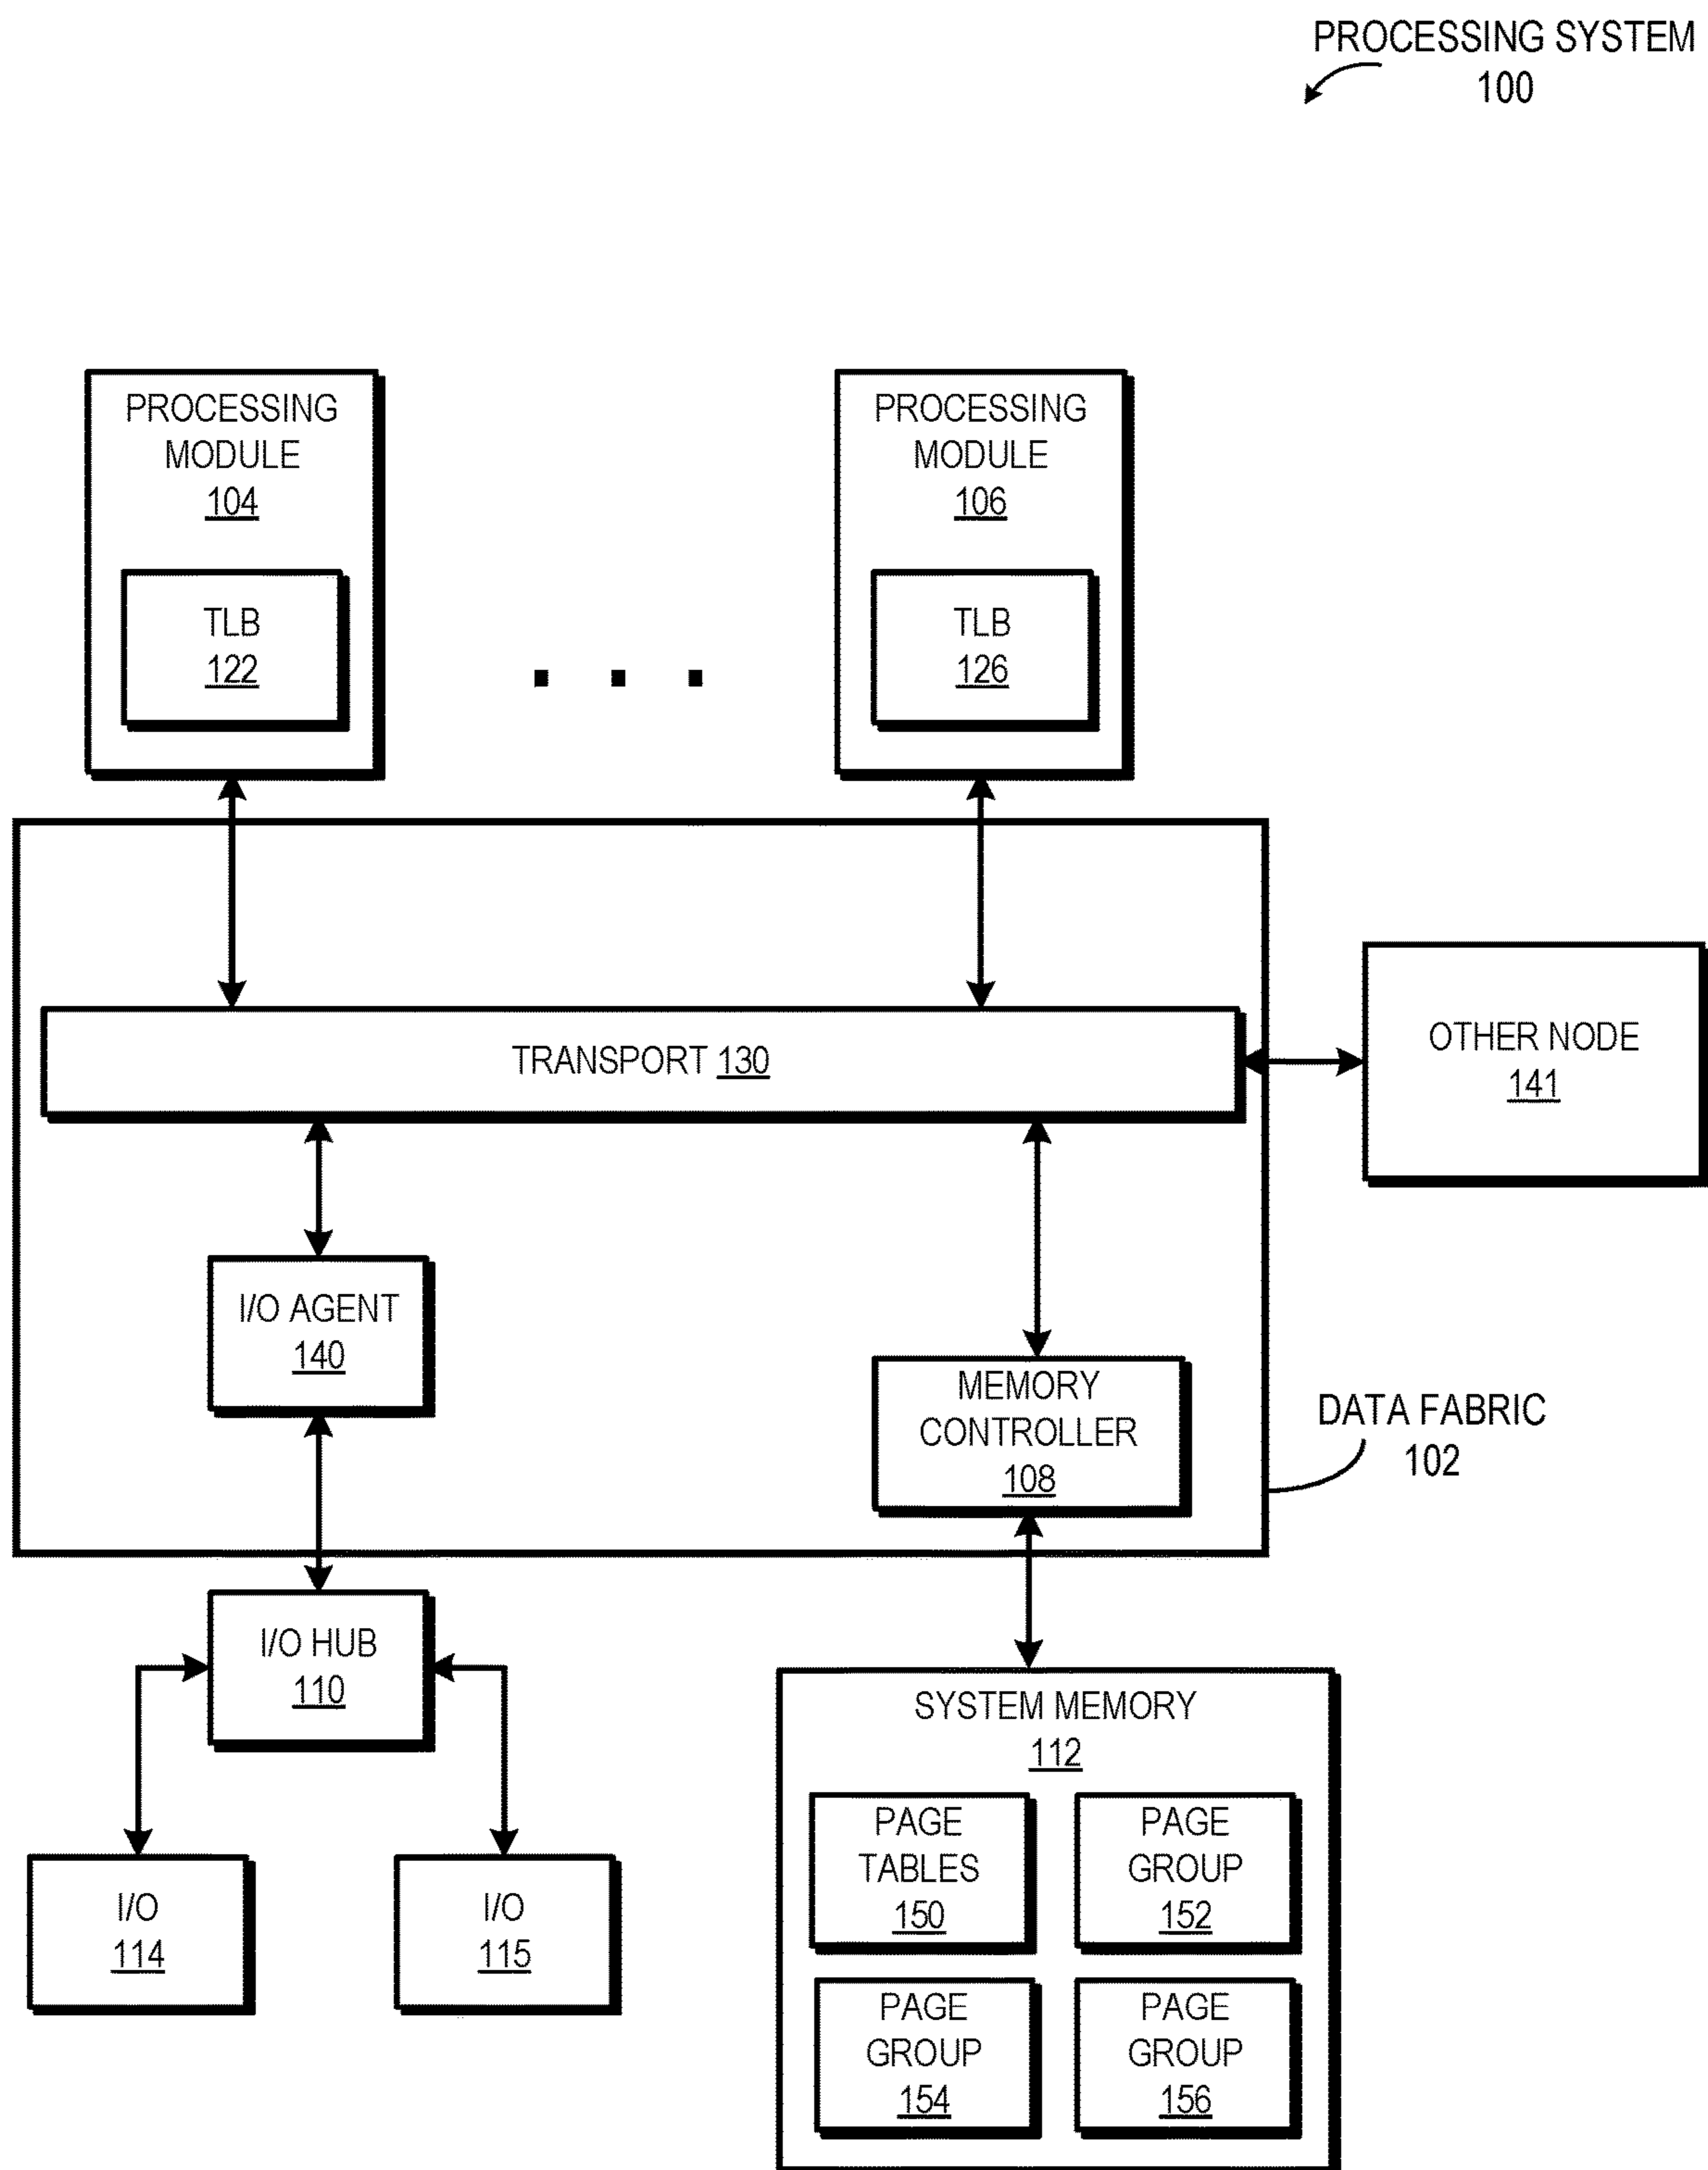 PROCESSING SYSTEM
100
PROCESSING
MODULE
104
TLB
122
PROCESSING
MODULE
106
TLB
126
. . .
TRANSPORT 130
OTHER NODE
141
I/O AGENT
140
MEMORY
CONTROLLER
108
DATA FABRIC
102
I/O HUB
110
I/O
114
I/O
115
SYSTEM MEMORY
112
PAGE
TABLES
150
PAGE
GROUP
152
PAGE
GROUP
154
PAGE
GROUP
156